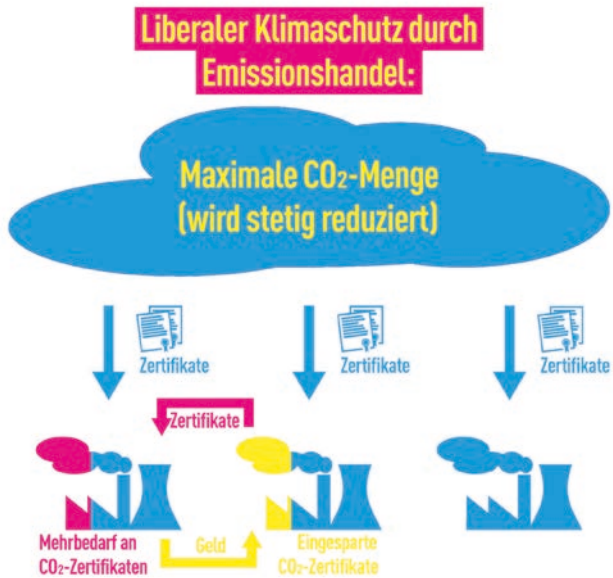 Liberaler Klimaschutz durch
Emissionshandel:
Maximale CO₂-Menge
(wird stetig reduziert)
Zertifikate
Zertifikate
Zertifikate
Zertifikate
Mehrbedarf an
CO₂-Zertifikaten
Geld
Eingesparte
CO₂-Zertifikate